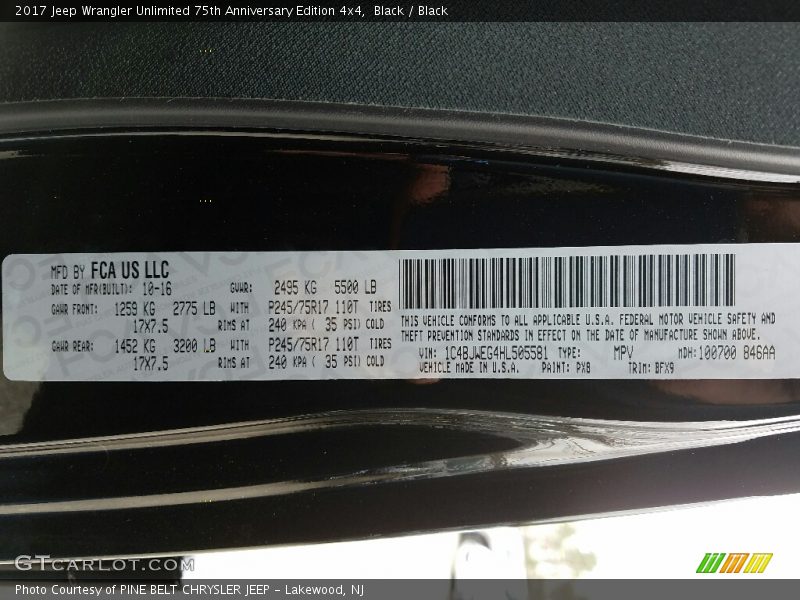 2017 Jeep Wrangler Unlimited 75th Anniversary Edition 4x4, Black / Black
MFD BY FCA US LLC
DATE OF MFR(BUILT): 10-16 GVWR: 2495 KG 5500 LB
GAWR FRONT: 1259 KG 2775 LB WITH P245/75R17 110T TIRES
17X7.5 RIMS AT 240 KPA ( 35 PSI) COLD
GAWR REAR: 1452 KG 3200 LB WITH P245/75R17 110T TIRES
17X7.5 RIMS AT 240 KPA ( 35 PSI) COLD
THIS VEHICLE CONFORMS TO ALL APPLICABLE U.S.A. FEDERAL MOTOR VEHICLE SAFETY AND
THEFT PREVENTION STANDARDS IN EFFECT ON THE DATE OF MANUFACTURE SHOWN ABOVE.
VIN: 1C4BJWEG4HL505581 TYPE: MPV MDH:100700 846AA
VEHICLE MADE IN U.S.A. PAINT: PX8 TRIM: BFX9
GTCARLOT.COM
Photo Courtesy of PINE BELT CHRYSLER JEEP - Lakewood, NJ